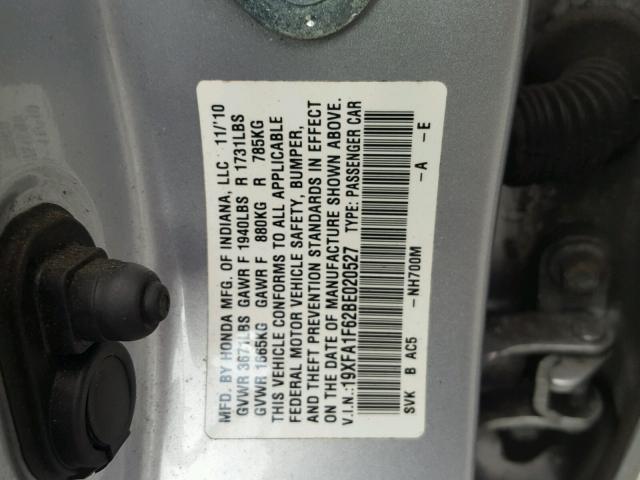 MFD. BY HONDA MFG. OF INDIANA, LLC 11/10
GVWR 3671LBS GAWR F 1940LBS R 1731LBS
GVWR 1665KG GAWR F 880KG R 785KG
THIS VEHICLE CONFORMS TO ALL APPLICABLE
FEDERAL MOTOR VEHICLE SAFETY, BUMPER,
AND THEFT PREVENTION STANDARDS IN EFFECT
ON THE DATE OF MANUFACTURE SHOWN ABOVE.
V.I.N.:19XFA1F62BE020527 TYPE: PASSENGER CAR
SVK B AC5 -NH700M -A -E